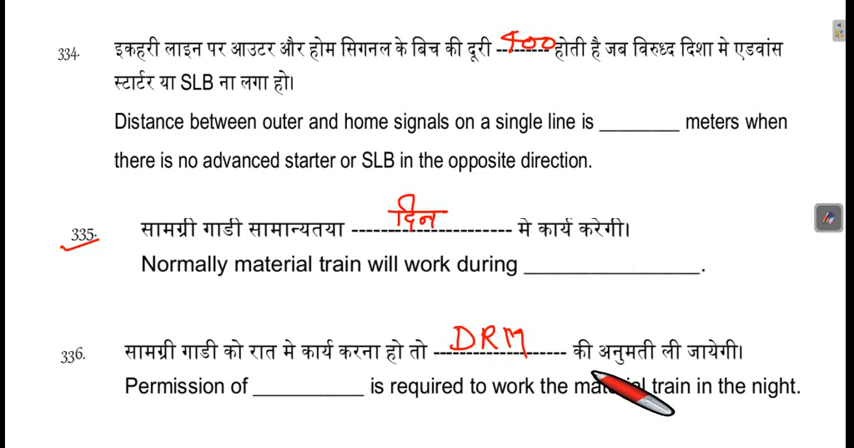 334. इकहरी लाइन पर आउटर और होम सिगनल के बिच की दूरी --400-- होती है जब विरुध्द दिशा मे एडवांस
स्टार्टर या SLB ना लगा हो।
Distance between outer and home signals on a single line is ________ meters when
there is no advanced starter or SLB in the opposite direction.
335. सामग्री गाडी सामान्यतया -----दिन----- मे कार्य करेगी।
Normally material train will work during ________________.
336. सामग्री गाडी को रात मे कार्य करना हो तो ---DRM--- की अनुमती ली जायेगी।
Permission of __________ is required to work the material train in the night.